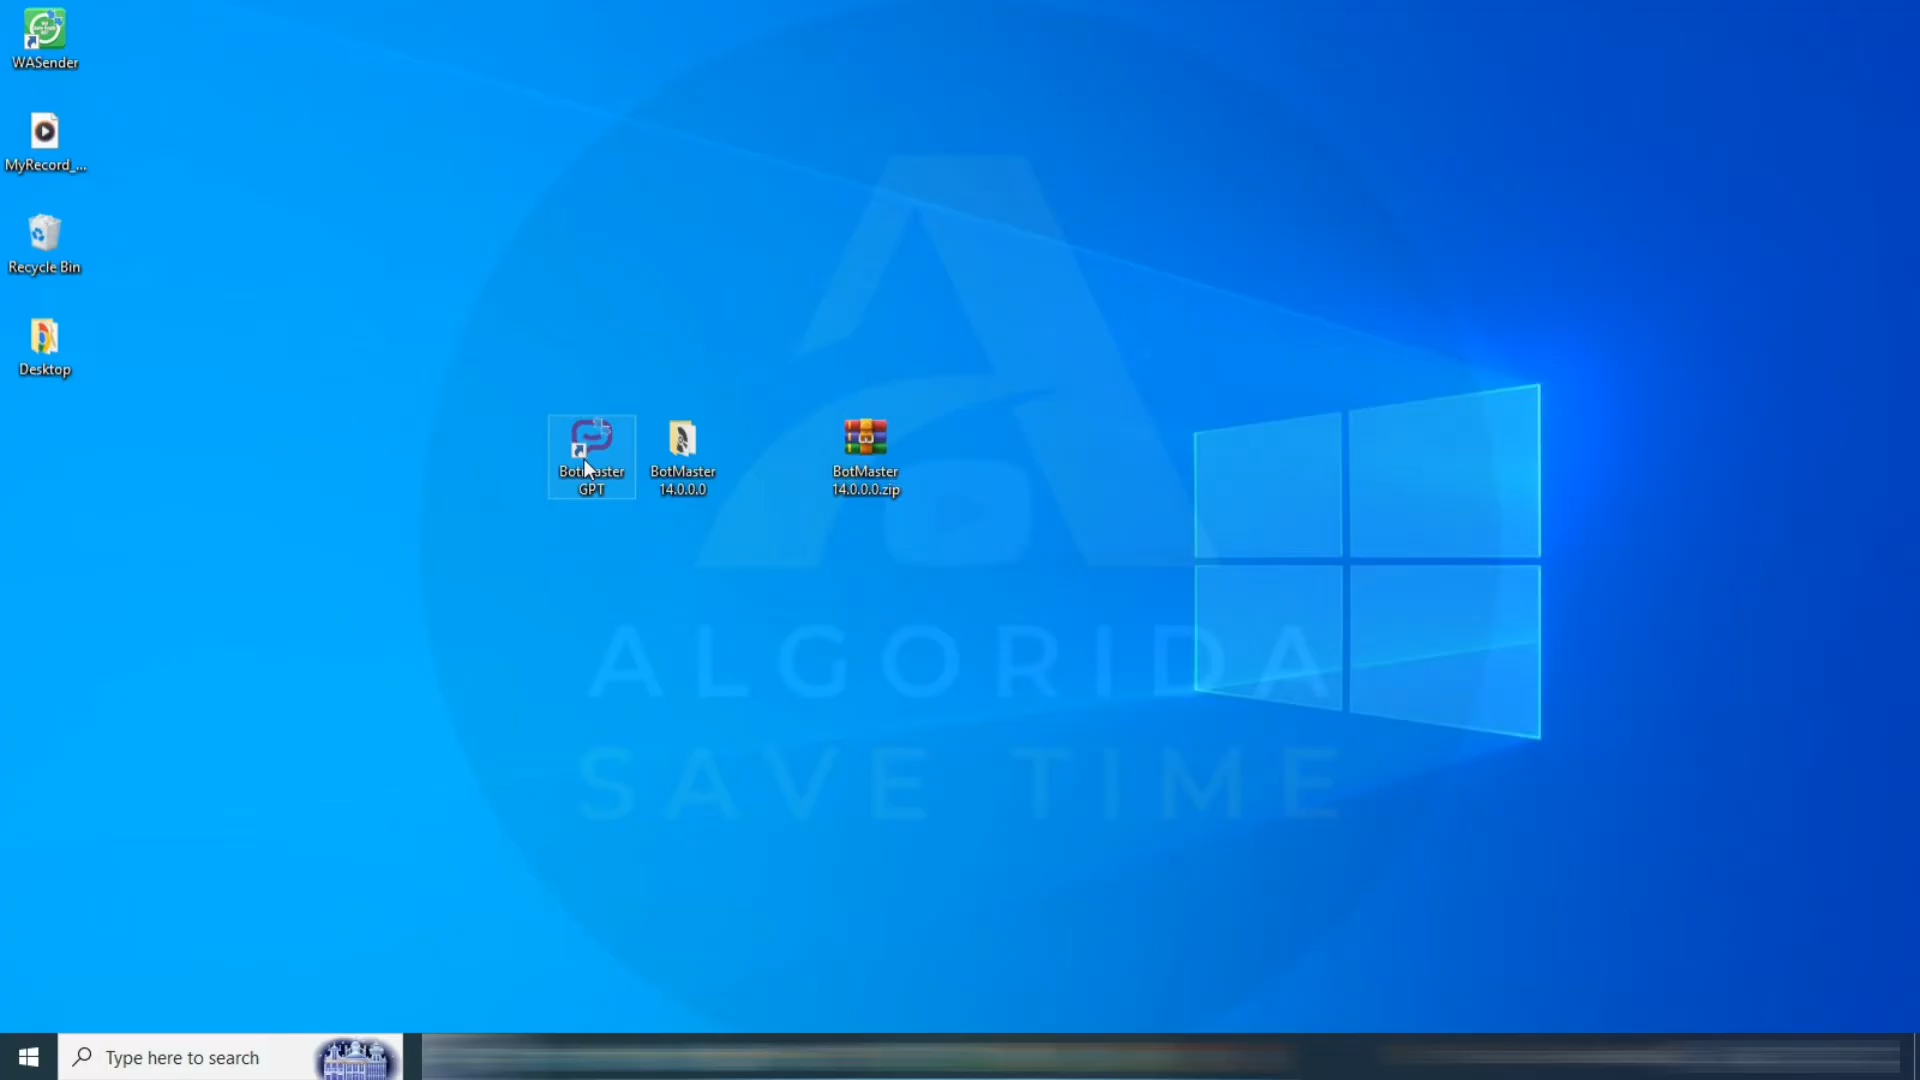 WASender
MyRecord_...
Recycle Bin
Desktop
BotMaster
GPT
BotMaster
14.0.0.0
BotMaster
14.0.0.0.zip
ALGORIDA
SAVE TIME
Type here to search